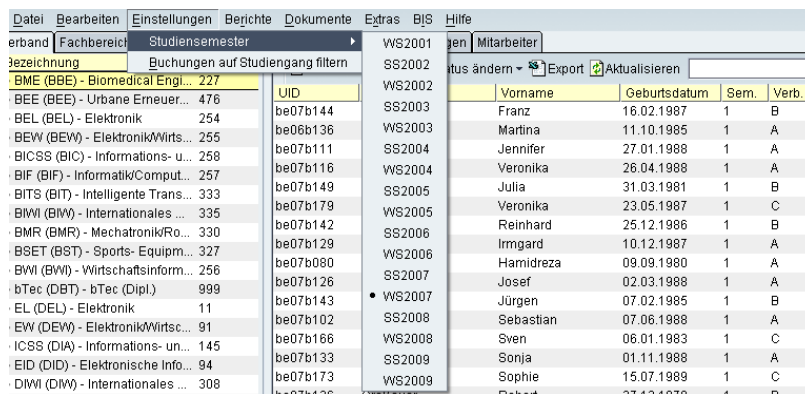 Datei Bearbeiten Einstellungen Berichte Dokumente Extras BIS Hilfe
erband Fachbereich Studiensemester WS2001 gen Mitarbeiter
Bezeichnung Buchungen auf Studiengang filtern SS2002 atus ändern Export Aktualisieren
BME (BBE) - Biomedical Engi... 227 WS2002
UID Vorname Geburtsdatum Sem. Verb.
BEE (BEE) - Urbane Erneuer... 476 SS2003
be07b144 Franz 16.02.1987 1 B
BEL (BEL) - Elektronik 254 WS2003
be06b136 Martina 11.10.1985 1 A
BEW (BEW) - Elektronik/Wirts... 255 SS2004
be07b111 Jennifer 27.01.1988 1 A
BICSS (BIC) - Informations- u... 258 WS2004
be07b116 Veronika 26.04.1988 1 A
BIF (BIF) - Informatik/Comput... 257 SS2005
be07b149 Julia 31.03.1981 1 B
BITS (BIT) - Intelligente Trans... 333 WS2005
be07b179 Veronika 23.05.1987 1 C
BIWI (BIW) - Internationales ... 335 SS2006
be07b142 Reinhard 25.12.1986 1 B
BMR (BMR) - Mechatronik/Ro... 330 WS2006
be07b129 Irmgard 10.12.1987 1 A
BSET (BST) - Sports- Equipm... 327
be07b080 Hamidreza 09.09.1980 1 A
BWI (BWI) - Wirtschaftsinform... 256 SS2007
be07b126 Josef 02.03.1988 1 A
bTec (DBT) - bTec (Dipl.) 999 WS2007
be07b143 Jürgen 07.02.1985 1 B
EL (DEL) - Elektronik 11 SS2008
be07b102 Sebastian 07.06.1988 1 A
EW (DEW) - Elektronik/Wirtsc... 91 WS2008
be07b166 Sven 06.01.1983 1 C
ICSS (DIA) - Informations- un... 145 SS2009
be07b133 Sonja 01.11.1988 1 A
EID (DID) - Elektronische Info... 94
be07b173 Sophie 15.07.1989 1 C
DIWI (DIW) - Internationales ... 308 WS2009